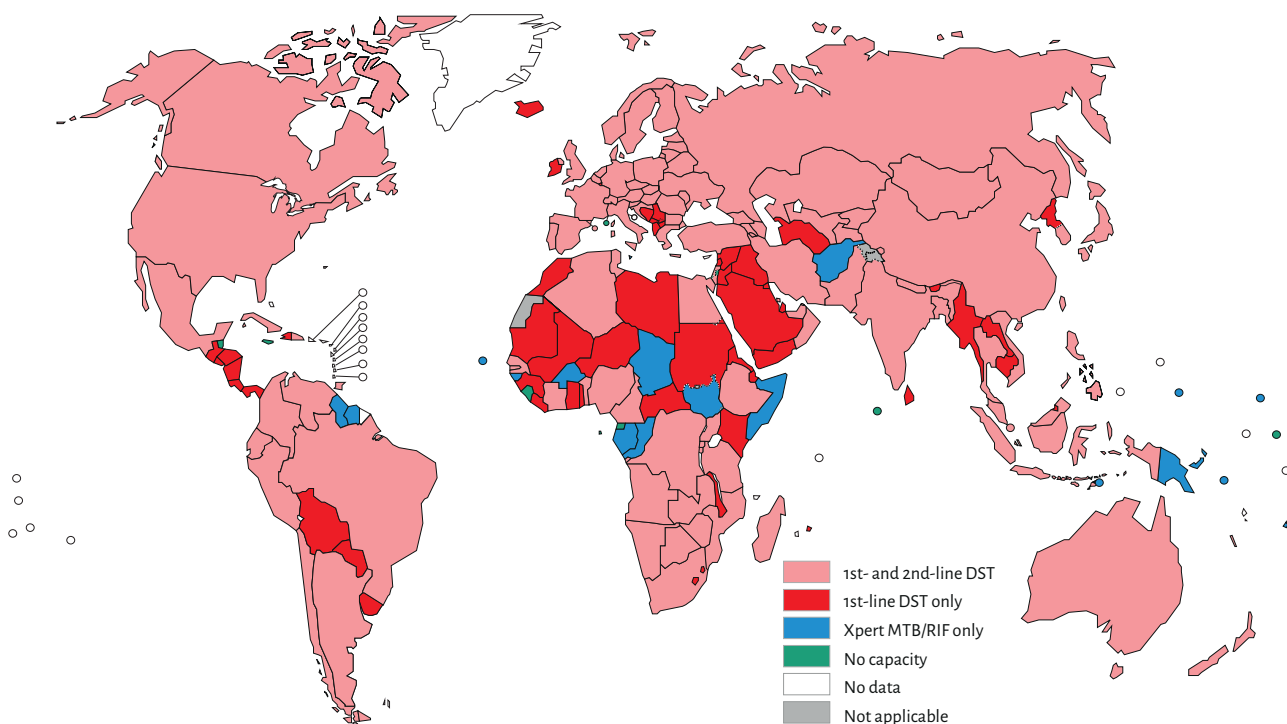 1st- and 2nd-line DST
1st-line DST only
Xpert MTB/RIF only
No capacity
No data
Not applicable